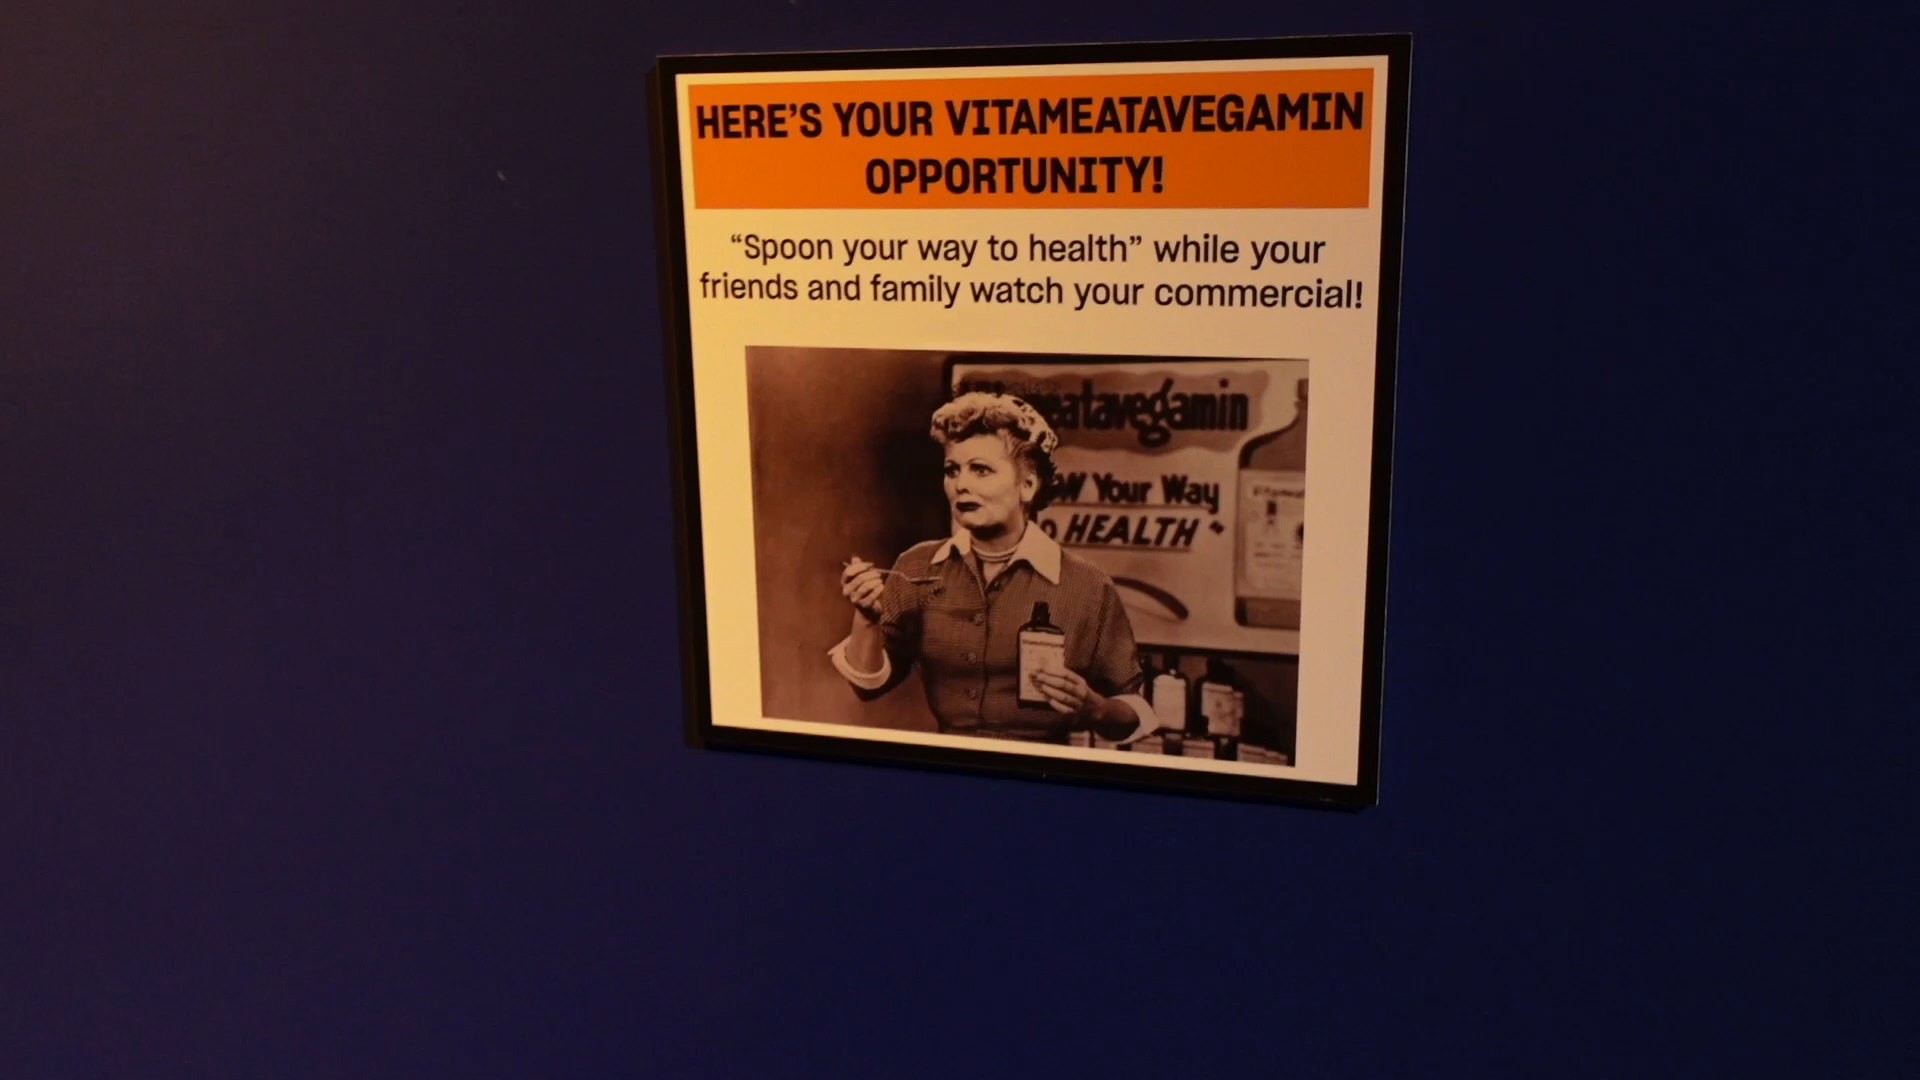 HERE'S YOUR VITAMEATAVEGAMIN
OPPORTUNITY!
“Spoon your way to health” while your
friends and family watch your commercial!
eatavegamin
Your Way
HEALTH